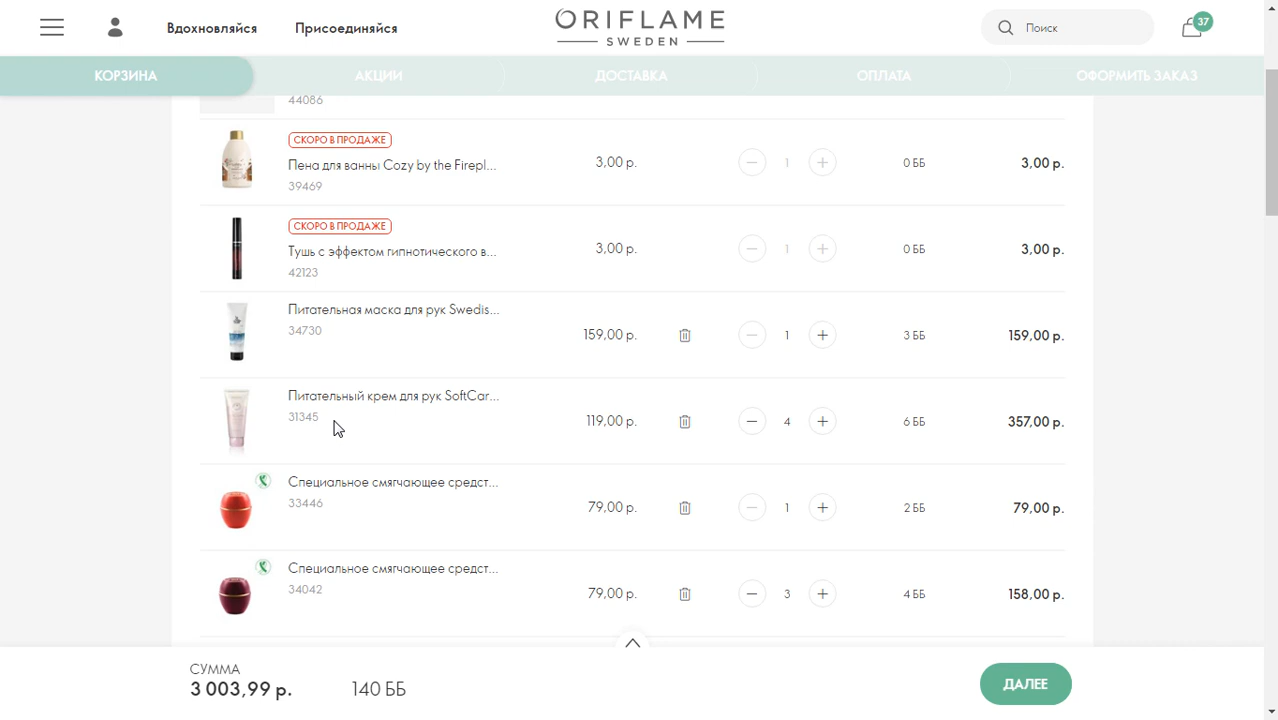 Вдохновляйся Присоединяйся ORIFLAME Поиск 37
SWEDEN
КОРЗИНА АКЦИИ ДОСТАВКА ОПЛАТА ОФОРМИТЬ ЗАКАЗ
44086
СКОРО В ПРОДАЖЕ
Пена для ванны Cozy by the Firepl... 3,00 р. 1 0 ББ 3,00 р.
39469
СКОРО В ПРОДАЖЕ
Тушь с эффектом гипнотического в... 3,00 р. 1 0 ББ 3,00 р.
42123
Питательная маска для рук Swedis...
34730
159,00 р. 1 3 ББ 159,00 р.
Питательный крем для рук SoftCar...
31345
119,00 р. 4 6 ББ 357,00 р.
Специальное смягчающее средст...
33446
79,00 р. 1 2 ББ 79,00 р.
Специальное смягчающее средст...
34042
79,00 р. 3 4 ББ 158,00 р.
СУММА
3 003,99 р. 140 ББ ДАЛЕЕ